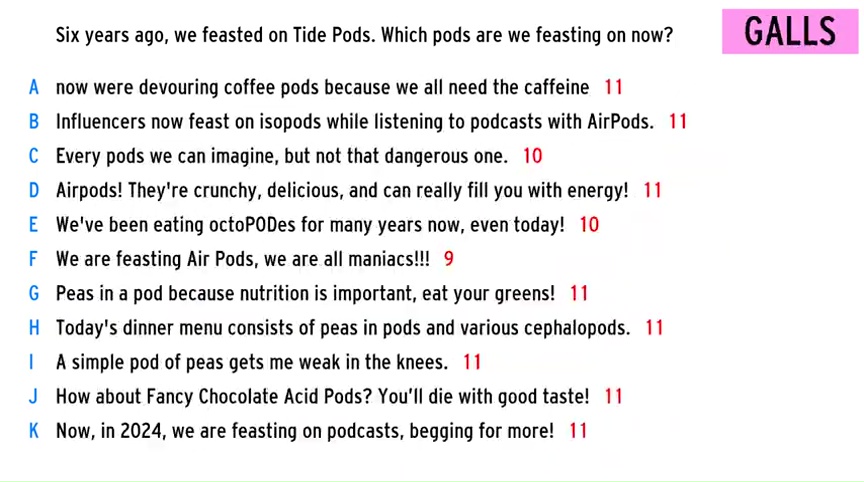 Six years ago, we feasted on Tide Pods. Which pods are we feasting on now?
GALLS
A now were devouring coffee pods because we all need the caffeine 11
B Influencers now feast on isopods while listening to podcasts with AirPods. 11
C Every pods we can imagine, but not that dangerous one. 10
D Airpods! They're crunchy, delicious, and can really fill you with energy! 11
E We've been eating octoPODes for many years now, even today! 10
F We are feasting Air Pods, we are all maniacs!!! 9
G Peas in a pod because nutrition is important, eat your greens! 11
H Today's dinner menu consists of peas in pods and various cephalopods. 11
I A simple pod of peas gets me weak in the knees. 11
J How about Fancy Chocolate Acid Pods? You'll die with good taste! 11
K Now, in 2024, we are feasting on podcasts, begging for more! 11